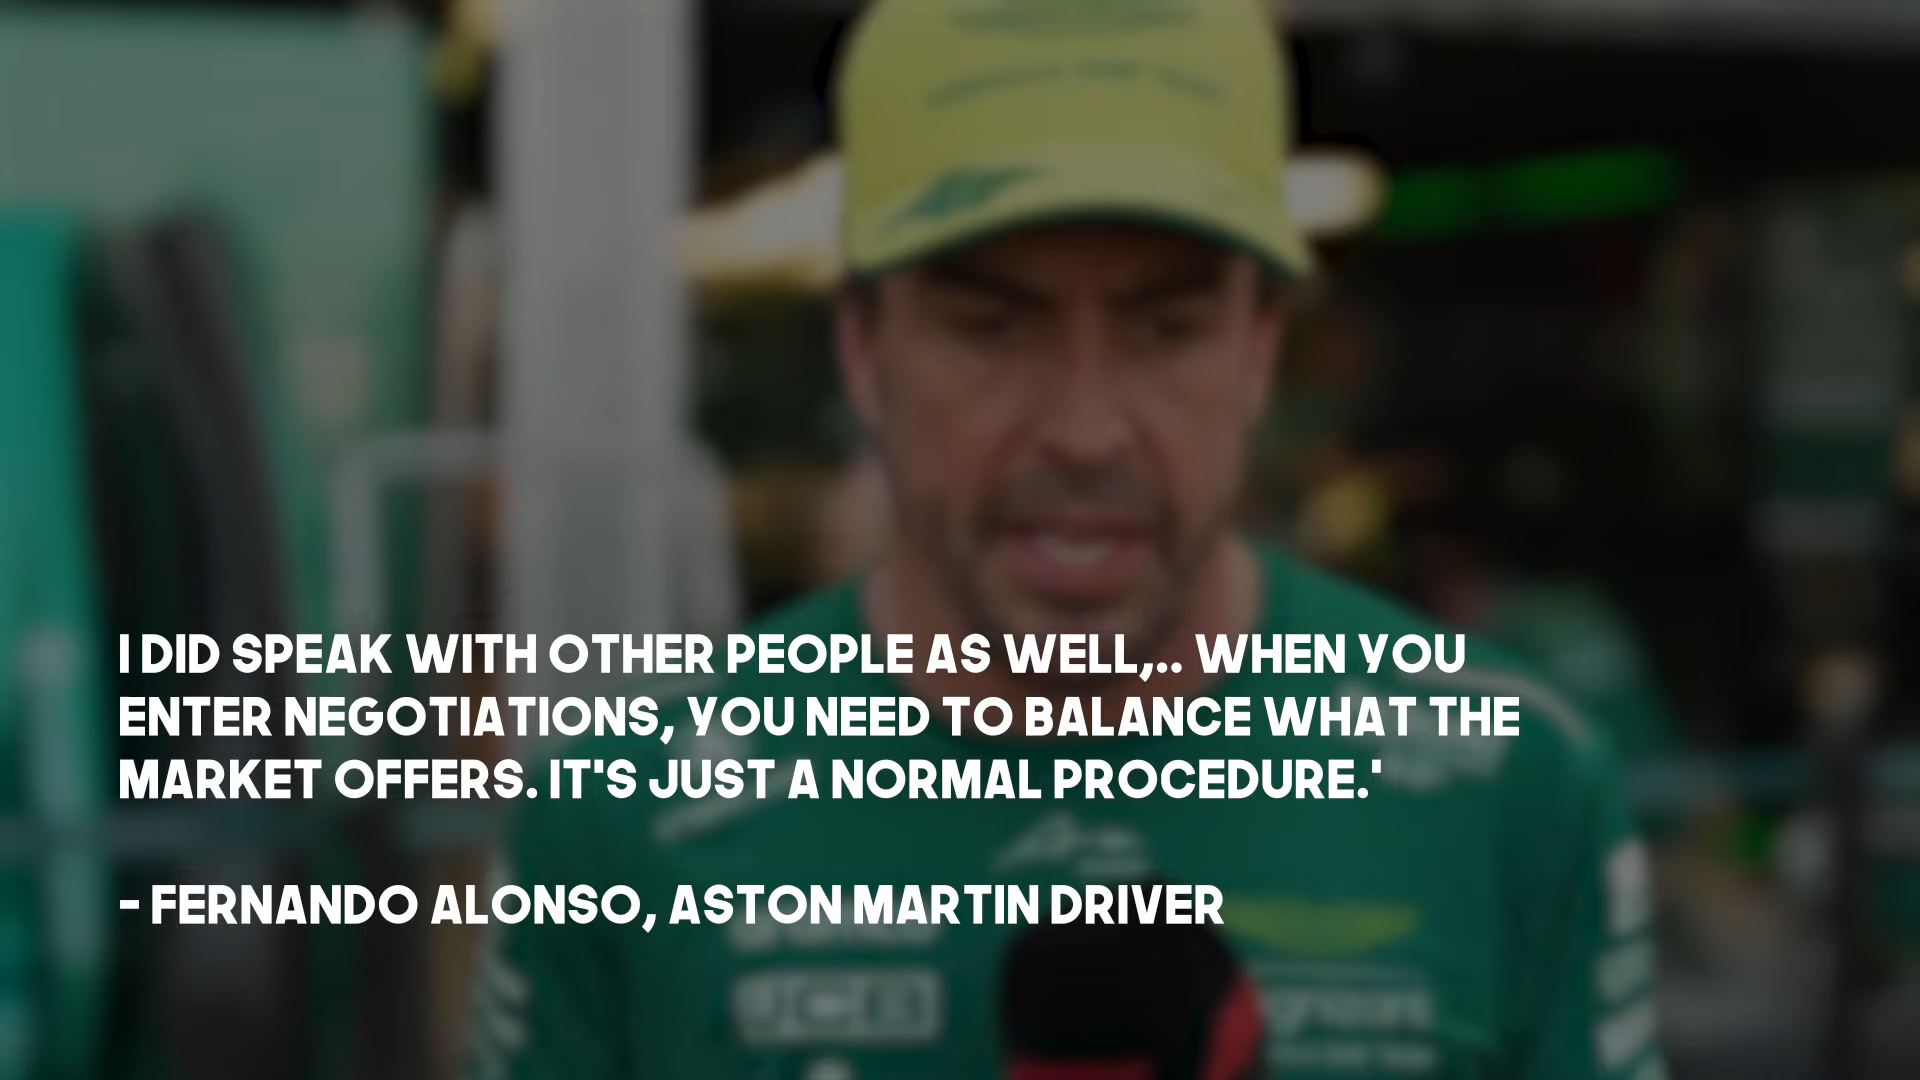 I DID SPEAK WITH OTHER PEOPLE AS WELL,.. WHEN YOU
ENTER NEGOTIATIONS, YOU NEED TO BALANCE WHAT THE
MARKET OFFERS. IT'S JUST A NORMAL PROCEDURE.'
- FERNANDO ALONSO, ASTON MARTIN DRIVER
JCB